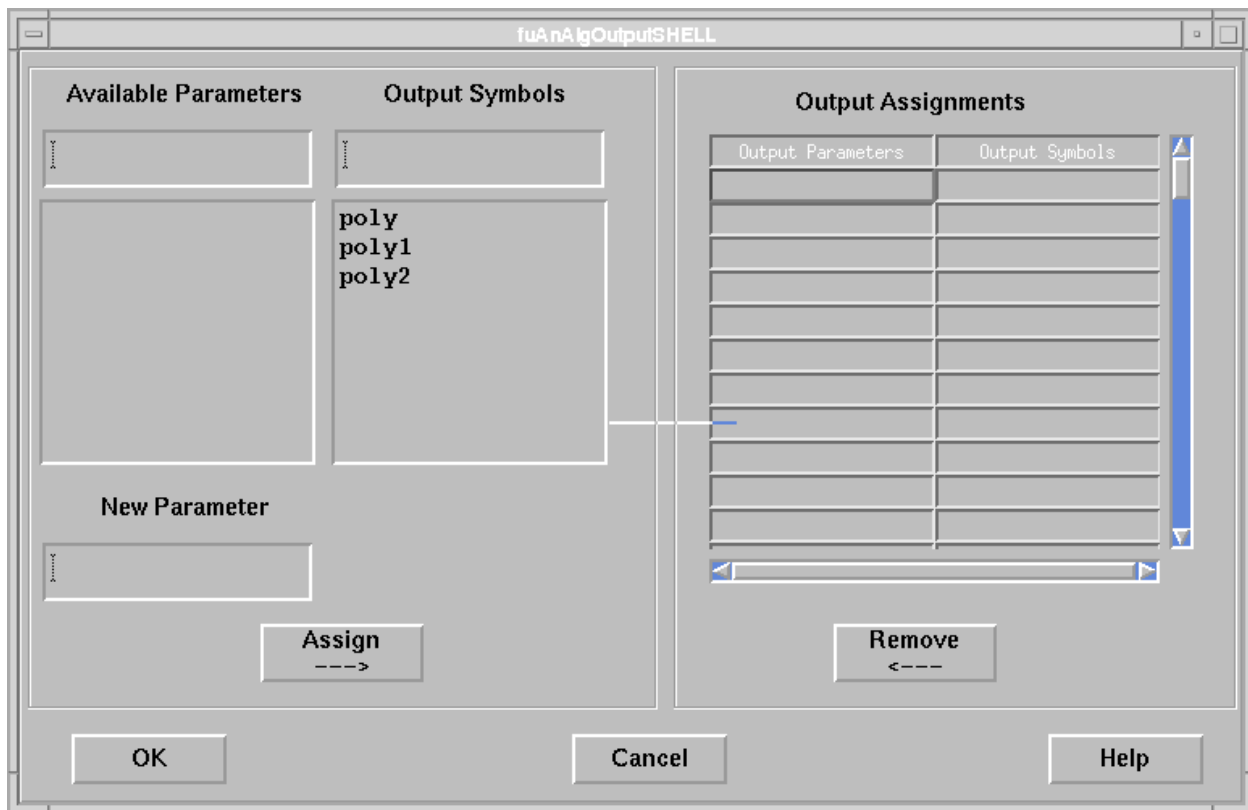 fuAnAlgOutputSHELL
Available Parameters
Output Symbols
poly
poly1
poly2
New Parameter
Assign
--->
Output Assignments
Output Parameters
Output Symbols
Remove
<---
OK
Cancel
Help